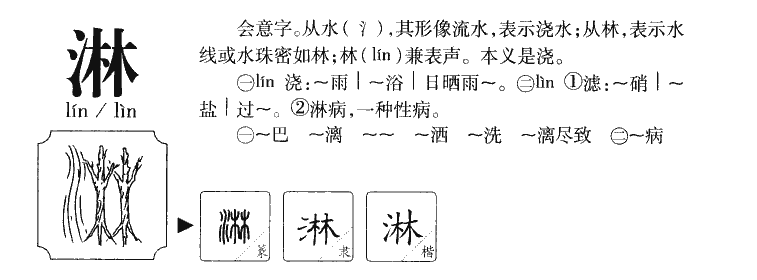 淋
lín / lìn
会意字。从水(氵),其形像流水,表示浇水;从林,表示水
线或水珠密如林;林(lín)兼表声。本义是浇。
㊀lín 浇:~雨|~浴|日晒雨~。㊁lìn ①滤:~硝|~
盐|过~。②淋病,一种性病。
㊀~巴 ~漓 ~~ ~洒 ~洗 ~漓尽致 ㊁~病
淋 篆 淋 隶 淋 楷